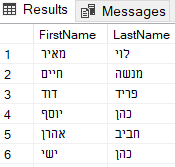 Results Messages
FirstName LastName
1 מאיר לוי
2 חיים מנשה
3 דוד פריד
4 יוסף כהן
5 אהרן חביב
6 ישי כהן